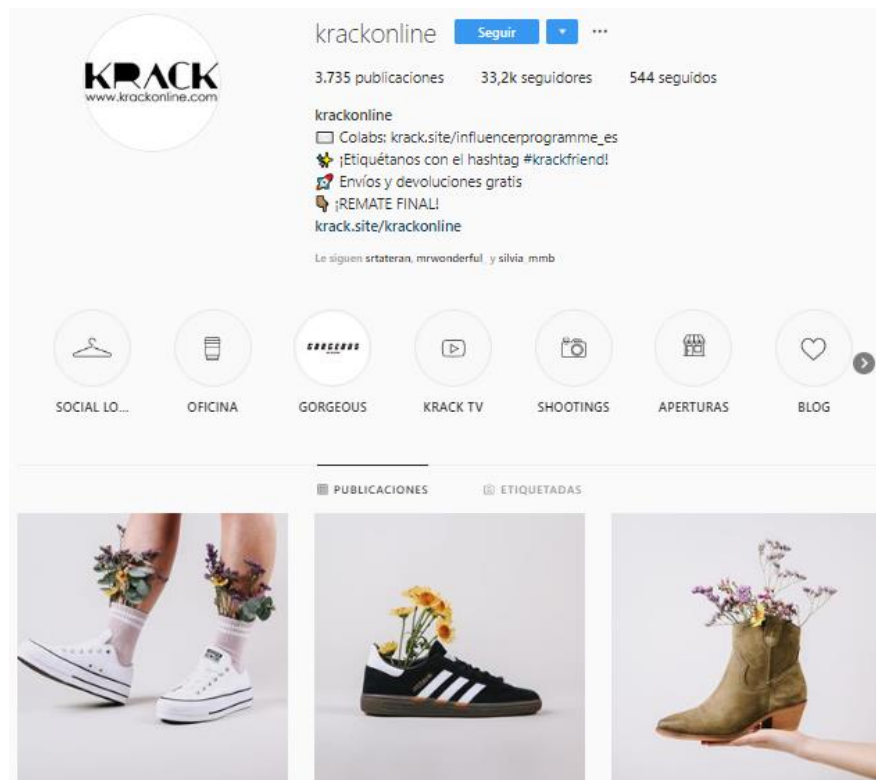 KRACK
www.krackonline.com
krackonline Seguir
3.735 publicaciones 33,2k seguidores 544 seguidos
krackonline
Colabs: krack.site/influencerprogramme_es
¡Etiquétanos con el hashtag #krackfriend!
Envíos y devoluciones gratis
¡REMATE FINAL!
krack.site/krackonline
Le siguen srtateran, mrwonderful_ y silvia_mmb
GORGEOUS
SOCIAL LO... OFICINA GORGEOUS KRACK TV SHOOTINGS APERTURAS BLOG
PUBLICACIONES ETIQUETADAS